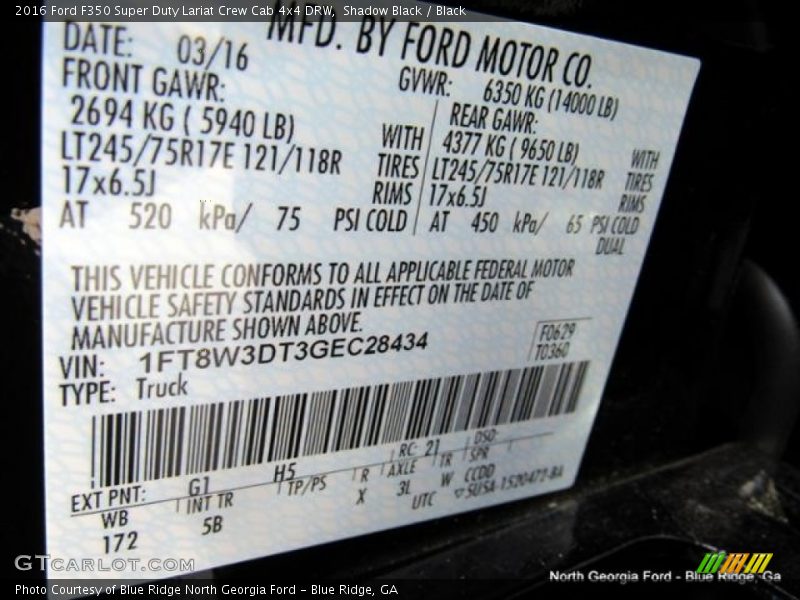 2016 Ford F350 Super Duty Lariat Crew Cab 4x4 DRW, Shadow Black / Black
MFD. BY FORD MOTOR CO.
DATE: 03/16 GVWR: 6350 KG (14000 LB)
FRONT GAWR: REAR GAWR:
2694 KG ( 5940 LB) WITH 4377 KG ( 9650 LB) WITH
LT245/75R17E 121/118R TIRES LT245/75R17E 121/118R TIRES
17x6.5J RIMS 17x6.5J RIMS
AT 520 kPa/ 75 PSI COLD AT 450 kPa/ 65 PSI COLD
DUAL
THIS VEHICLE CONFORMS TO ALL APPLICABLE FEDERAL MOTOR
VEHICLE SAFETY STANDARDS IN EFFECT ON THE DATE OF
MANUFACTURE SHOWN ABOVE.
VIN: 1FT8W3DT3GEC28434 F0629
TYPE: Truck T0360
EXT PNT: G1 H5 RC: 21 DSO:
WB INT TR TP/PS R AXLE TR SPR
172 5B X 3L W CCDD
UTC ▽SU5A-1520472-BA
GTCARLOT.COM
North Georgia Ford - Blue Ridge, Ga
Photo Courtesy of Blue Ridge North Georgia Ford - Blue Ridge, GA